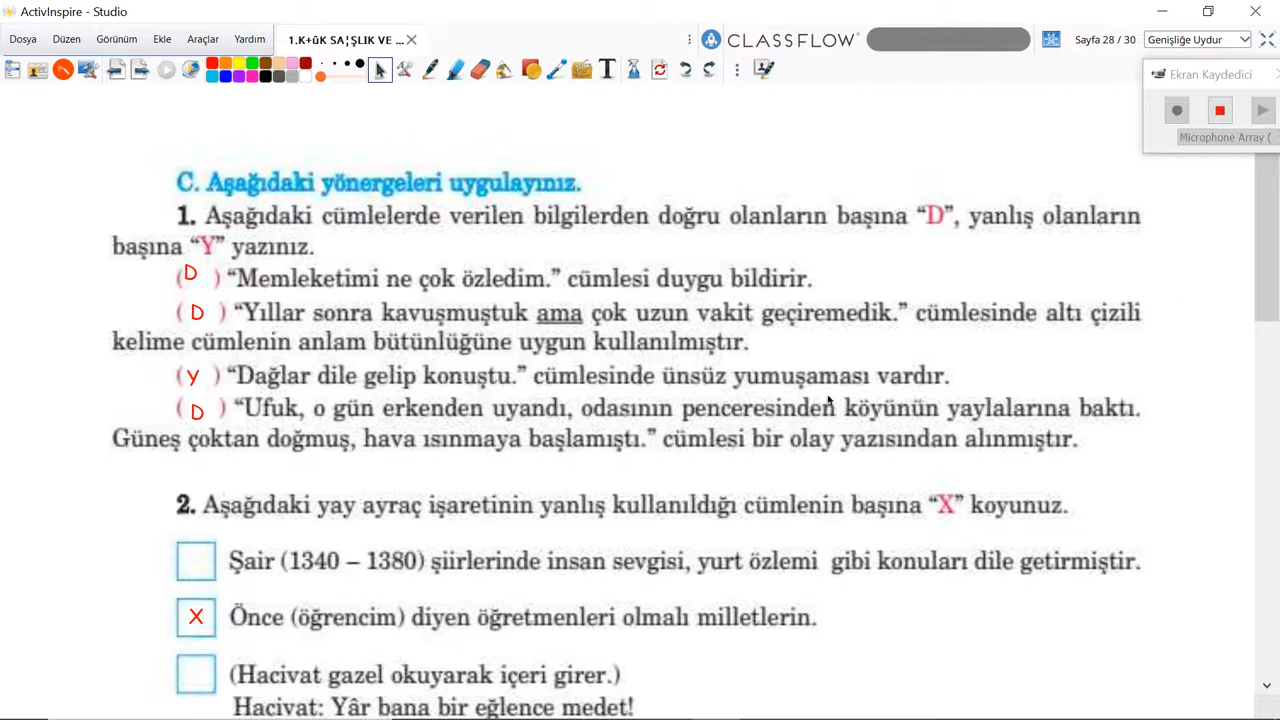 ActivInspire - Studio
Dosya Düzen Görünüm Ekle Araçlar Yardım
1.K+ûK SA¦ŞLIK VE ...
CLASSFLOW
Sayfa 28 / 30
Genişliğe Uydur
Ekran Kaydedici
Microphone Array (
C. Aşağıdaki yönergeleri uygulayınız.
1. Aşağıdaki cümlelerde verilen bilgilerden doğru olanların başına “D”, yanlış olanların
başına “Y” yazınız.
(D) “Memleketimi ne çok özledim.” cümlesi duygu bildirir.
(D) “Yıllar sonra kavuşmuştuk ama çok uzun vakit geçiremedik.” cümlesinde altı çizili
kelime cümlenin anlam bütünlüğüne uygun kullanılmıştır.
(Y) “Dağlar dile gelip konuştu.” cümlesinde ünsüz yumuşaması vardır.
(D) “Ufuk, o gün erkenden uyandı, odasının penceresinden köyünün yaylalarına baktı.
Güneş çoktan doğmuş, hava ısınmaya başlamıştı.” cümlesi bir olay yazısından alınmıştır.
2. Aşağıdaki yay ayraç işaretinin yanlış kullanıldığı cümlenin başına “X” koyunuz.
Şair (1340 – 1380) şiirlerinde insan sevgisi, yurt özlemi gibi konuları dile getirmiştir.
X Önce (öğrencim) diyen öğretmenleri olmalı milletlerin.
(Hacivat gazel okuyarak içeri girer.)
Hacivat: Yâr bana bir eğlence medet!